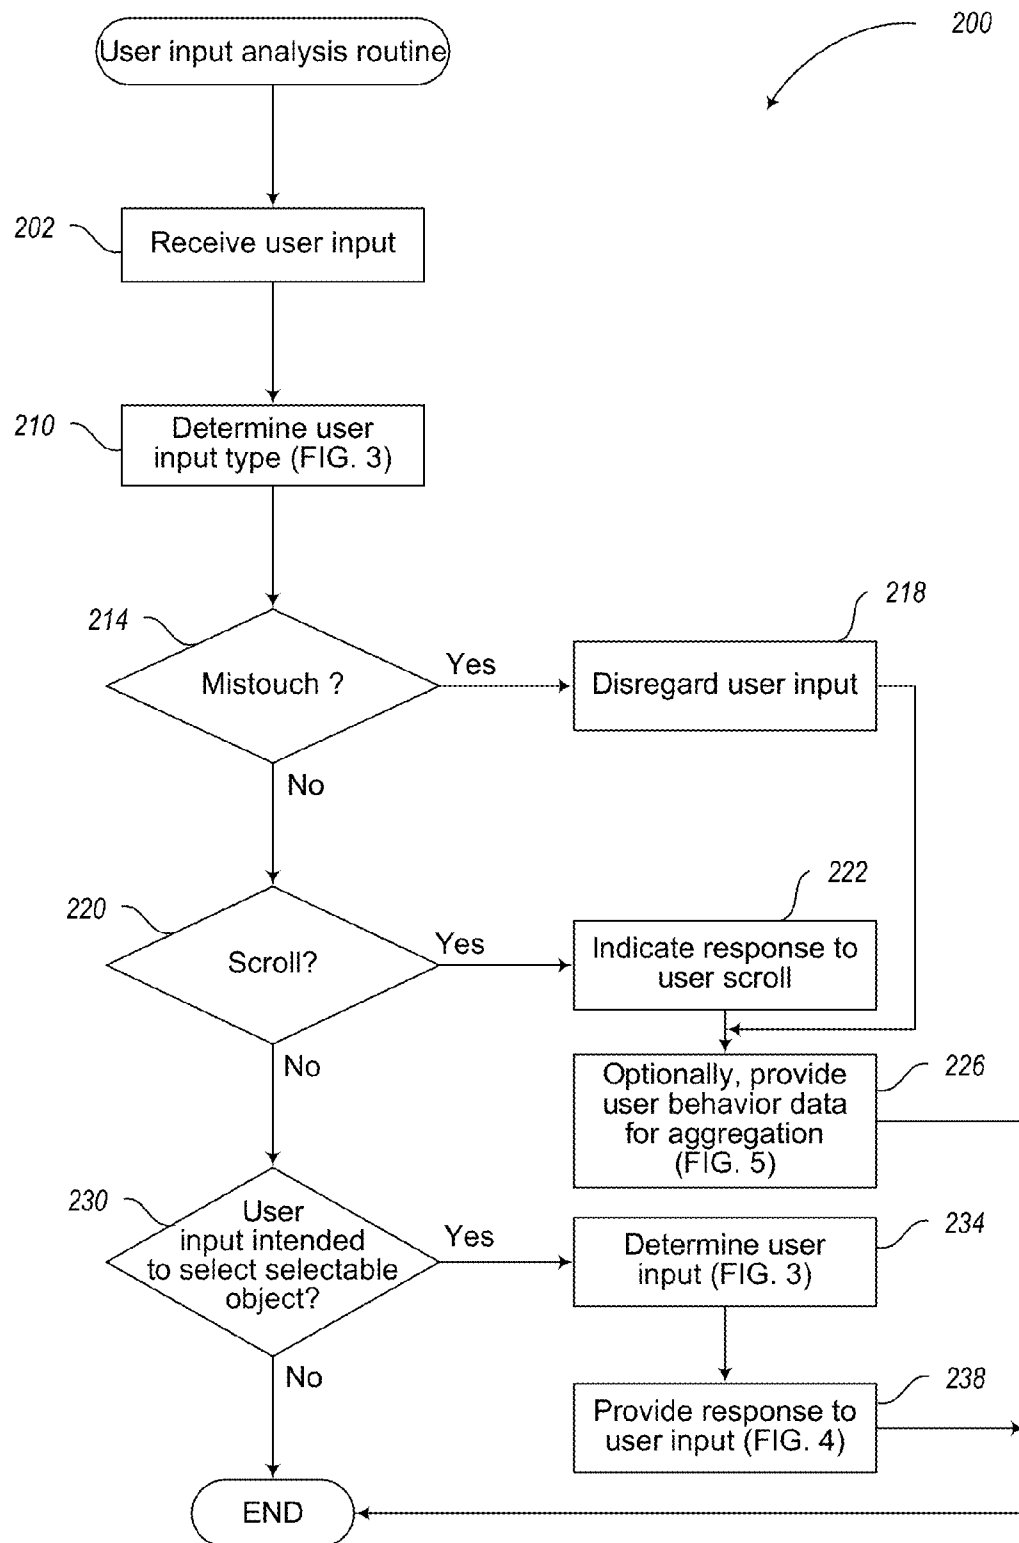 200
User input analysis routine
202
Receive user input
210
Determine user
input type (FIG. 3)
214
Mistouch ?
Yes
218
Disregard user input
No
220
Scroll?
Yes
222
Indicate response to
user scroll
No
226
Optionally, provide
user behavior data
for aggregation
(FIG. 5)
230
User
input intended
to select selectable
object?
Yes
234
Determine user
input (FIG. 3)
No
238
Provide response to
user input (FIG. 4)
END